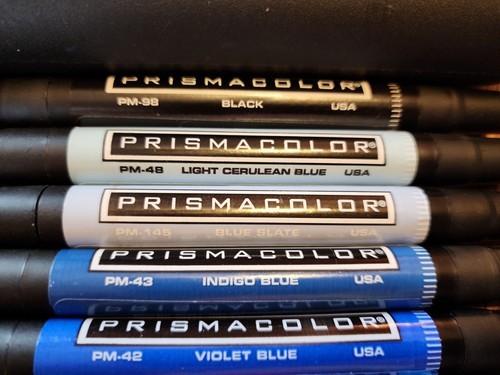 PRISMACOLOR®
PM-98 BLACK USA
PRISMACOLOR®
PM-48 LIGHT CERULEAN BLUE USA
PRISMACOLOR®
PM-145 BLUE SLATE USA
PRISMACOLOR®
PM-43 INDIGO BLUE USA
PRISMACOLOR®
PM-42 VIOLET BLUE USA